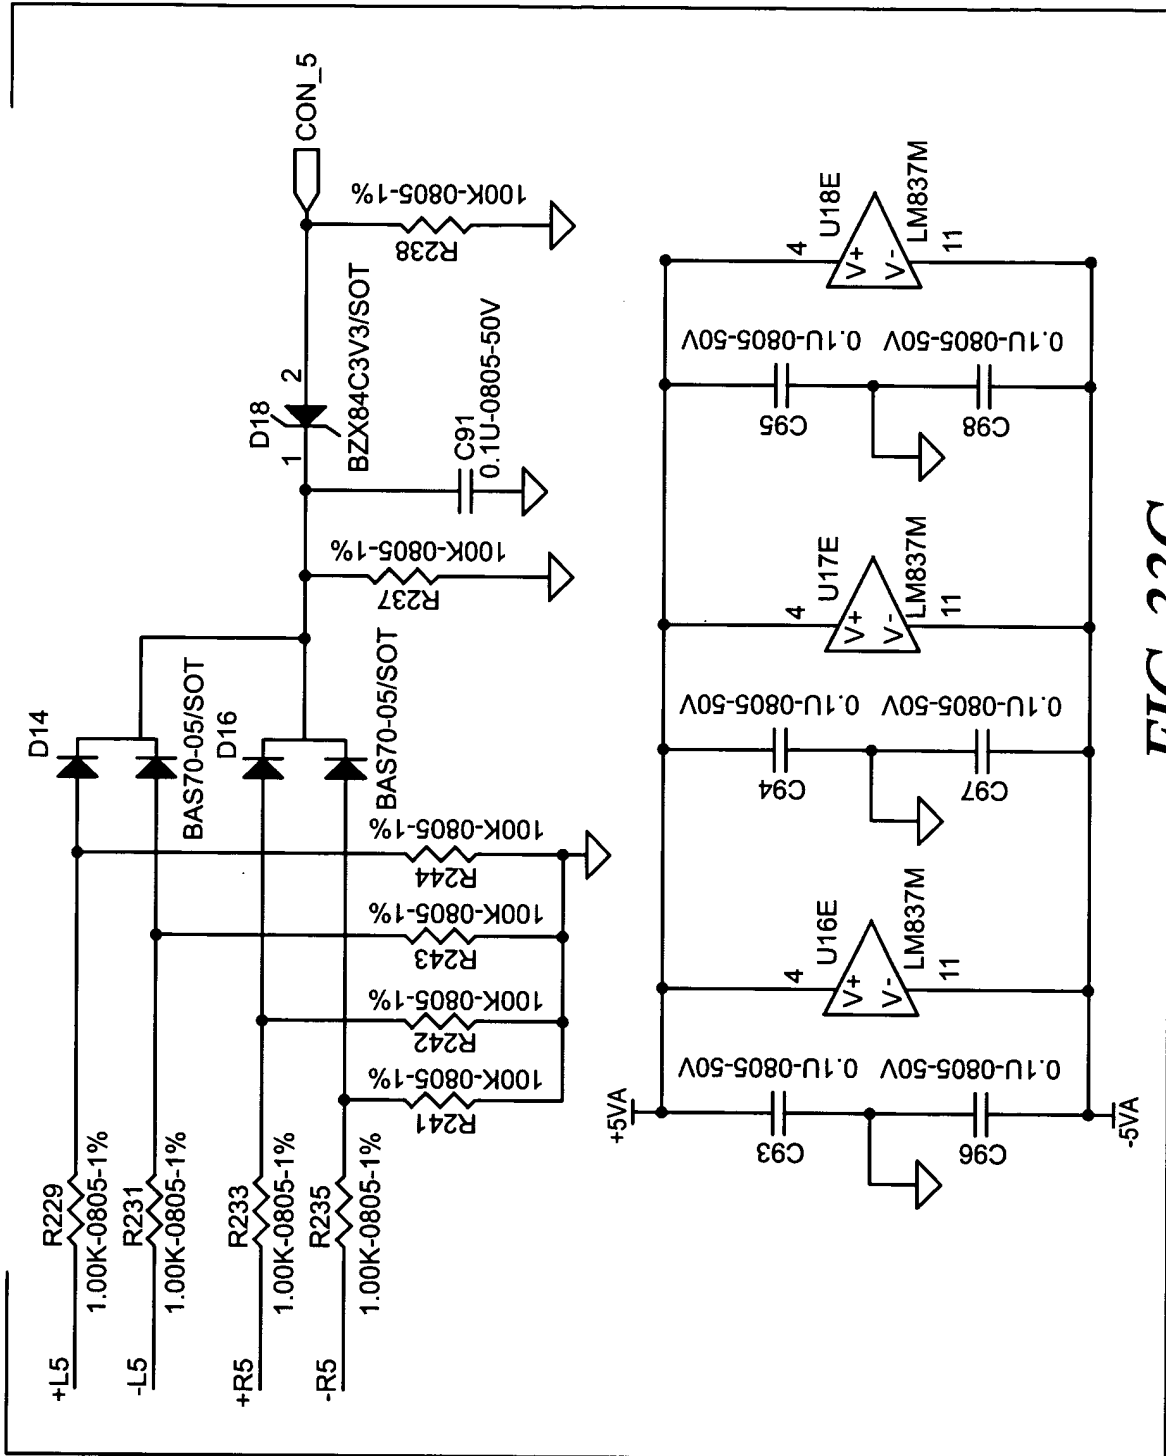 +L5
R229
1.00K-0805-1%
-L5
R231
1.00K-0805-1%
+R5
R233
1.00K-0805-1%
-R5
R235
1.00K-0805-1%
R241
100K-0805-1%
R242
100K-0805-1%
R243
100K-0805-1%
R244
100K-0805-1%
D14
BAS70-05/SOT
D16
BAS70-05/SOT
R237
100K-0805-1%
C91
0.1U-0805-50V
D18
1
2
BZX84C3V3/SOT
R238
100K-0805-1%
CON_5
+5VA
-5VA
C93
0.1U-0805-50V
C96
0.1U-0805-50V
U16E
4
V+
V-
11
LM837M
C94
0.1U-0805-50V
C97
0.1U-0805-50V
U17E
4
V+
V-
11
LM837M
C95
0.1U-0805-50V
C98
0.1U-0805-50V
U18E
4
V+
V-
11
LM837M
FIG 22C